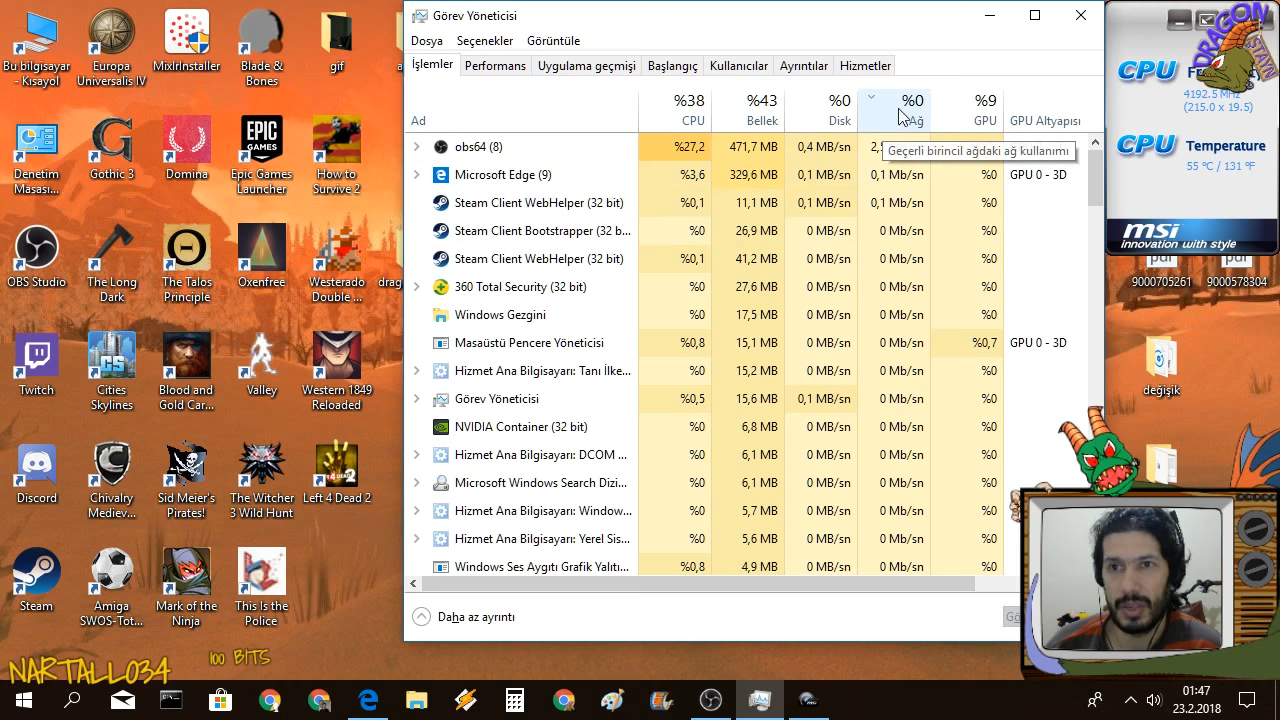 Bu bilgisayar - Kısayol
Europa Universalis IV
MixlrInstaller
Blade & Bones
gif
Denetim Masası...
Gothic 3
Domina
EPIC GAMES
Epic Games Launcher
How to Survive 2
OBS Studio
The Long Dark
The Talos Principle
Oxenfree
Westerado Double ...
drag
Twitch
Cities Skylines
Blood and Gold Car...
Valley
Western 1849 Reloaded
Discord
Chivalry Mediev...
Sid Meier's Pirates!
The Witcher 3 Wild Hunt
Left 4 Dead 2
Steam
Amiga SWOS-Tot...
Mark of the Ninja
This Is the Police
NARTALLO34
100 BITS
Görev Yöneticisi
Dosya Seçenekler Görüntüle
İşlemler Performans Uygulama geçmişi Başlangıç Kullanıcılar Ayrıntılar Hizmetler
%38 %43 %0 %0 %9
Ad CPU Bellek Disk Ağ GPU GPU Altyapısı
obs64 (8) %27,2 471,7 MB 0,4 MB/sn
Geçerli birincil ağdaki ağ kullanımı
Microsoft Edge (9) %3,6 329,6 MB 0,1 MB/sn 0,1 Mb/sn %0 GPU 0 - 3D
Steam Client WebHelper (32 bit) %0,1 11,1 MB 0,1 MB/sn 0,1 Mb/sn %0
Steam Client Bootstrapper (32 b... %0 26,9 MB 0 MB/sn 0 Mb/sn %0
Steam Client WebHelper (32 bit) %0,1 41,2 MB 0 MB/sn 0 Mb/sn %0
360 Total Security (32 bit) %0 27,6 MB 0 MB/sn 0 Mb/sn %0
Windows Gezgini %0 17,5 MB 0 MB/sn 0 Mb/sn %0
Masaüstü Pencere Yöneticisi %0,8 15,1 MB 0 MB/sn 0 Mb/sn %0,7 GPU 0 - 3D
Hizmet Ana Bilgisayarı: Tanı İlke... %0 15,2 MB 0 MB/sn 0 Mb/sn %0
Görev Yöneticisi %0,5 15,6 MB 0,1 MB/sn 0 Mb/sn %0
NVIDIA Container (32 bit) %0 6,8 MB 0 MB/sn 0 Mb/sn %0
Hizmet Ana Bilgisayarı: DCOM ... %0 6,1 MB 0 MB/sn 0 Mb/sn %0
Microsoft Windows Search Dizi... %0 6,1 MB 0 MB/sn 0 Mb/sn %0
Hizmet Ana Bilgisayarı: Window... %0 5,7 MB 0 MB/sn 0 Mb/sn %0
Hizmet Ana Bilgisayarı: Yerel Sis... %0 5,6 MB 0 MB/sn 0 Mb/sn %0
Windows Ses Aygıtı Grafik Yalıtı... %0,8 4,9 MB 0 MB/sn 0 Mb/sn %0
Daha az ayrıntı
DRAGON
CPU
4192.5 MHz
(215.0 x 19.5)
CPU Temperature
55 °C / 131 °F
msi
innovation with style
9000705261
9000578304
değişik
01:47
23.2.2018